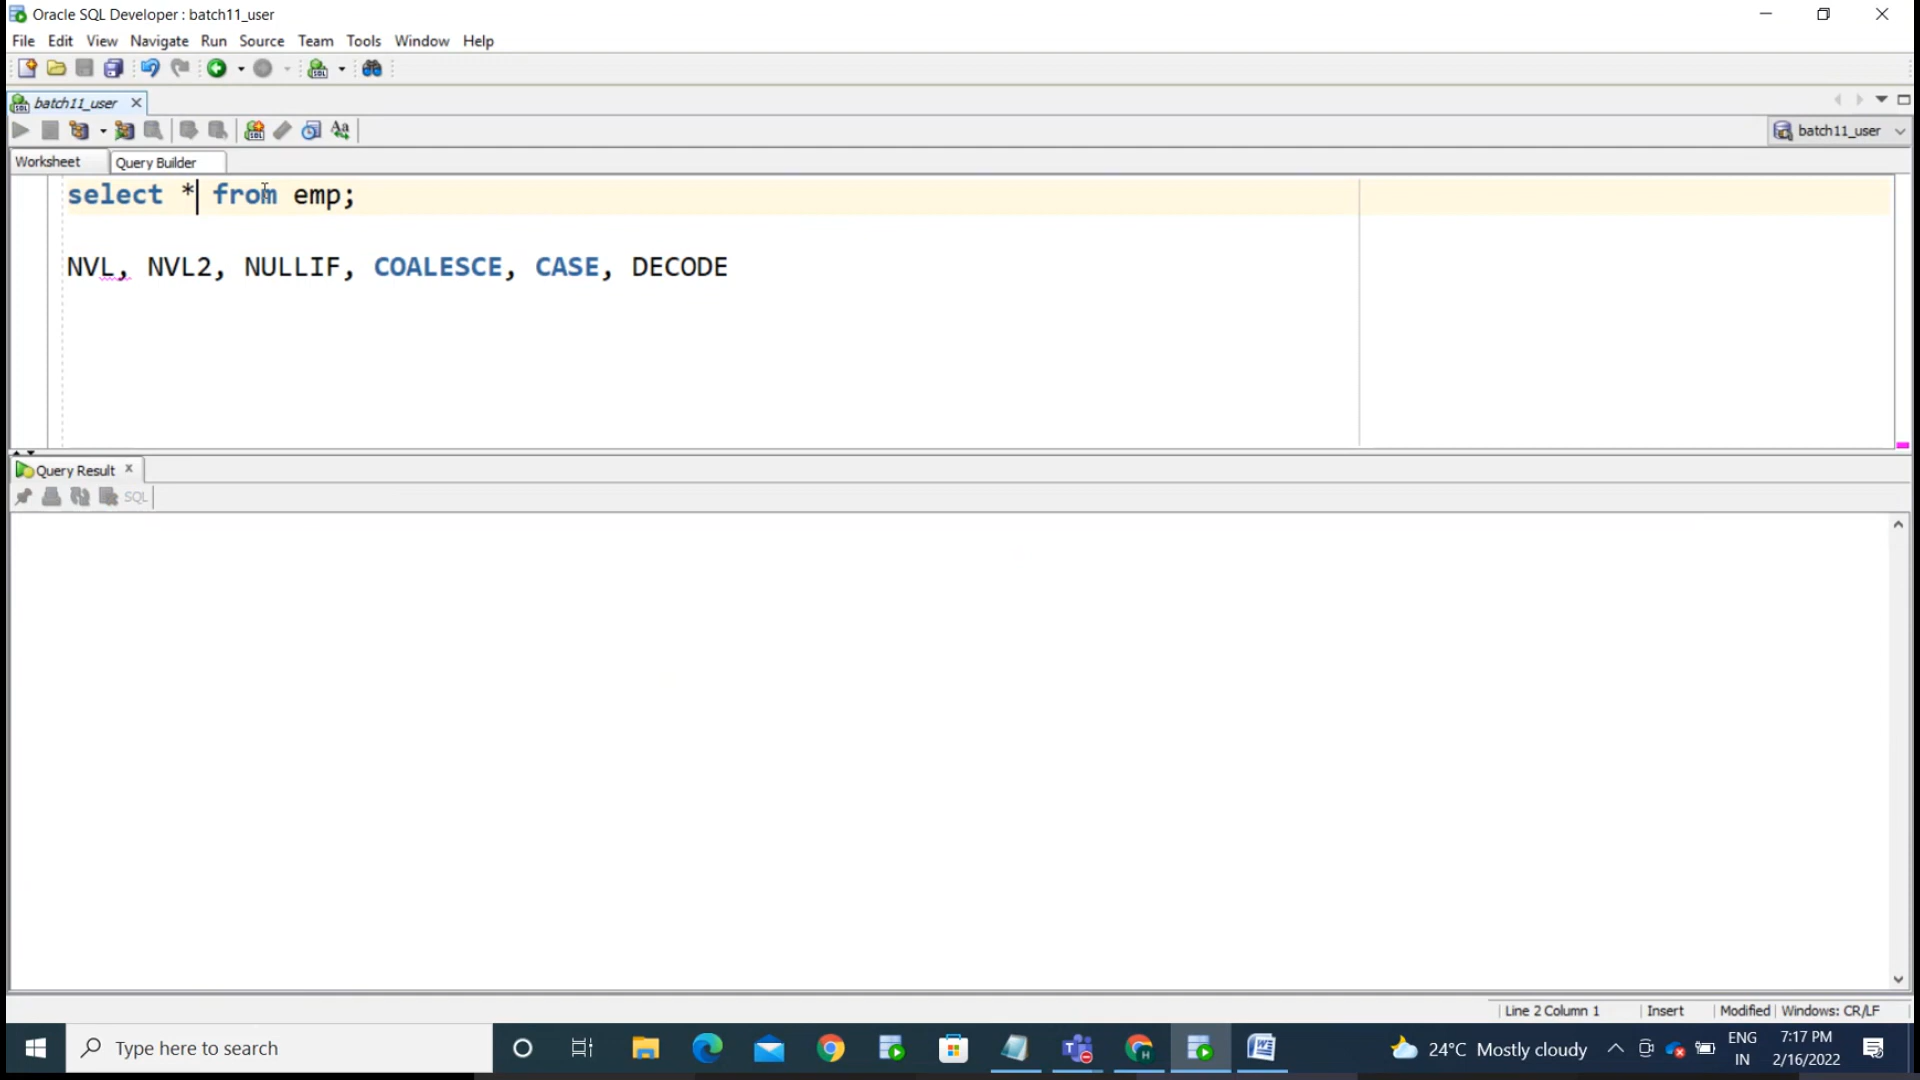 Oracle SQL Developer : batch11_user
File Edit View Navigate Run Source Team Tools Window Help
batch11_user
batch11_user
Worksheet Query Builder
select * from emp;
NVL, NVL2, NULLIF, COALESCE, CASE, DECODE
Query Result
SQL
Line 2 Column 1 Insert Modified Windows: CR/LF
Type here to search
24°C Mostly cloudy
ENG
IN
7:17 PM
2/16/2022